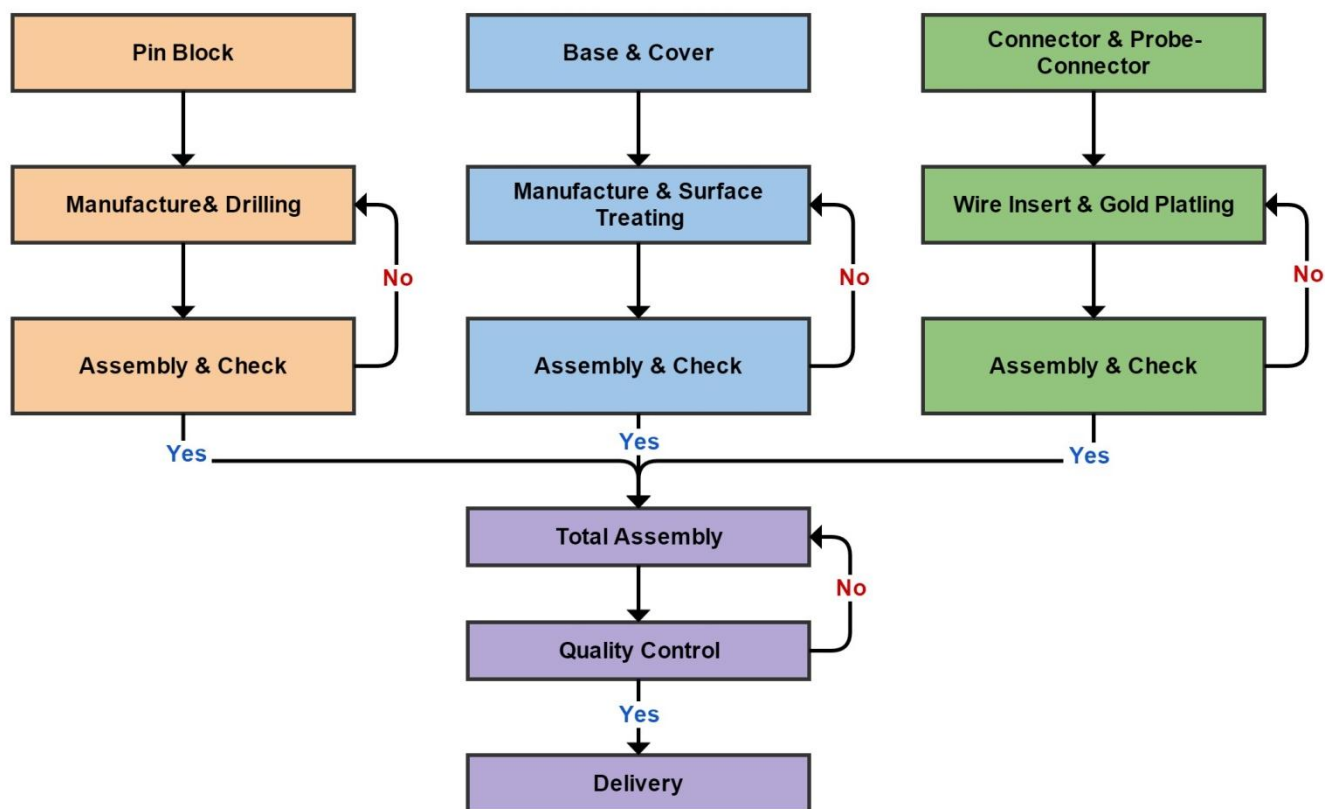 Pin Block
Base & Cover
Connector & Probe-
Connector
Manufacture& Drilling
Manufacture & Surface
Treating
Wire Insert & Gold Platling
No
No
No
Assembly & Check
Assembly & Check
Assembly & Check
Yes
Yes
Yes
Total Assembly
No
Quality Control
Yes
Delivery